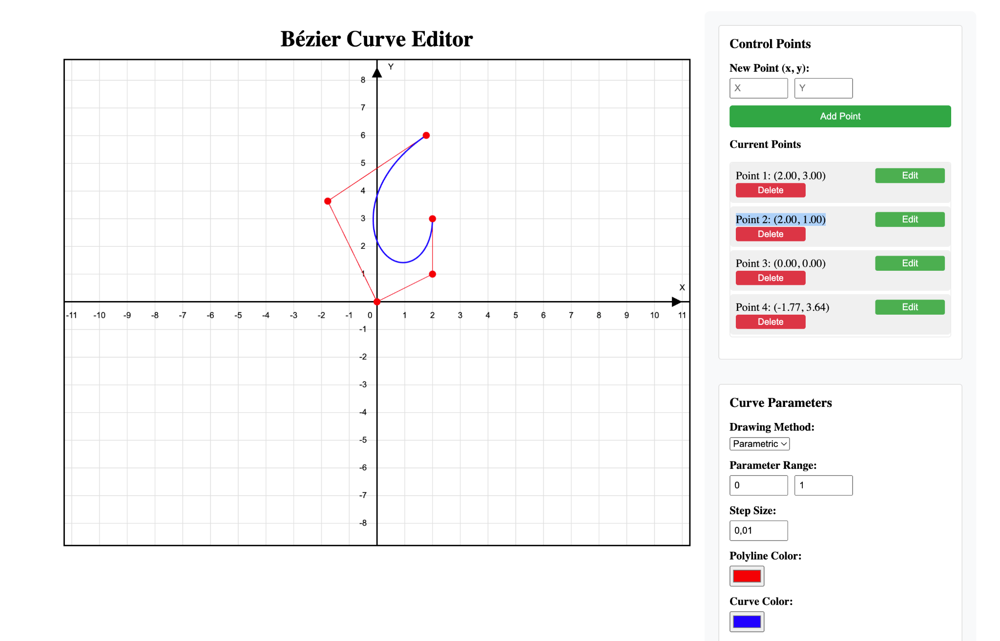 Bézier Curve Editor
Y
8
7
6
5
4
3
2
1
X
-11 -10 -9 -8 -7 -6 -5 -4 -3 -2 -1 0 1 2 3 4 5 6 7 8 9 10 11
-1
-2
-3
-4
-5
-6
-7
-8
Control Points
New Point (x, y):
X Y
Add Point
Current Points
Point 1: (2.00, 3.00) Edit
Delete
Point 2: (2.00, 1.00) Edit
Delete
Point 3: (0.00, 0.00) Edit
Delete
Point 4: (-1.77, 3.64) Edit
Delete
Curve Parameters
Drawing Method:
Parametric
Parameter Range:
0 1
Step Size:
0,01
Polyline Color:
Curve Color: